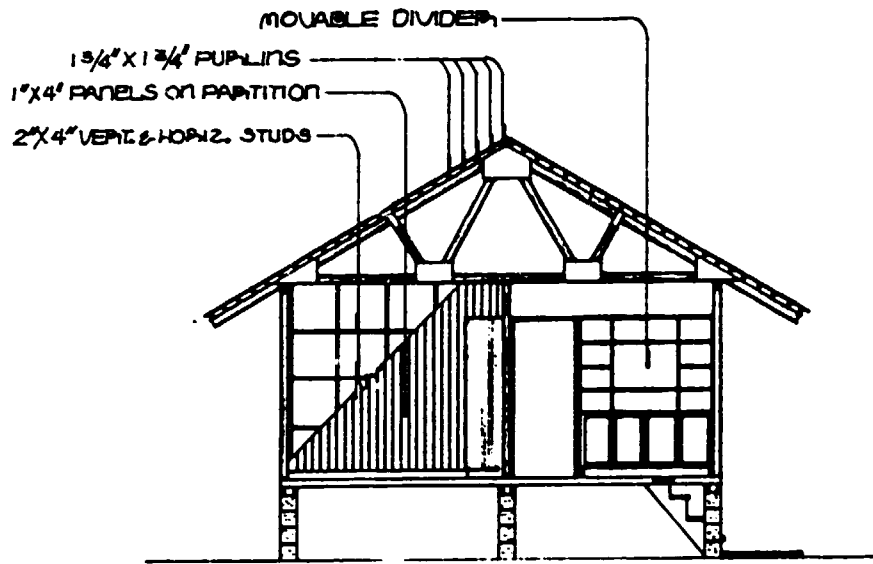 MOVABLE DIVIDER
1 3/4" X 1 3/4" PURLINS
1"X4" PANELS ON PARTITION
2"X4" VERT. & HORIZ. STUDS